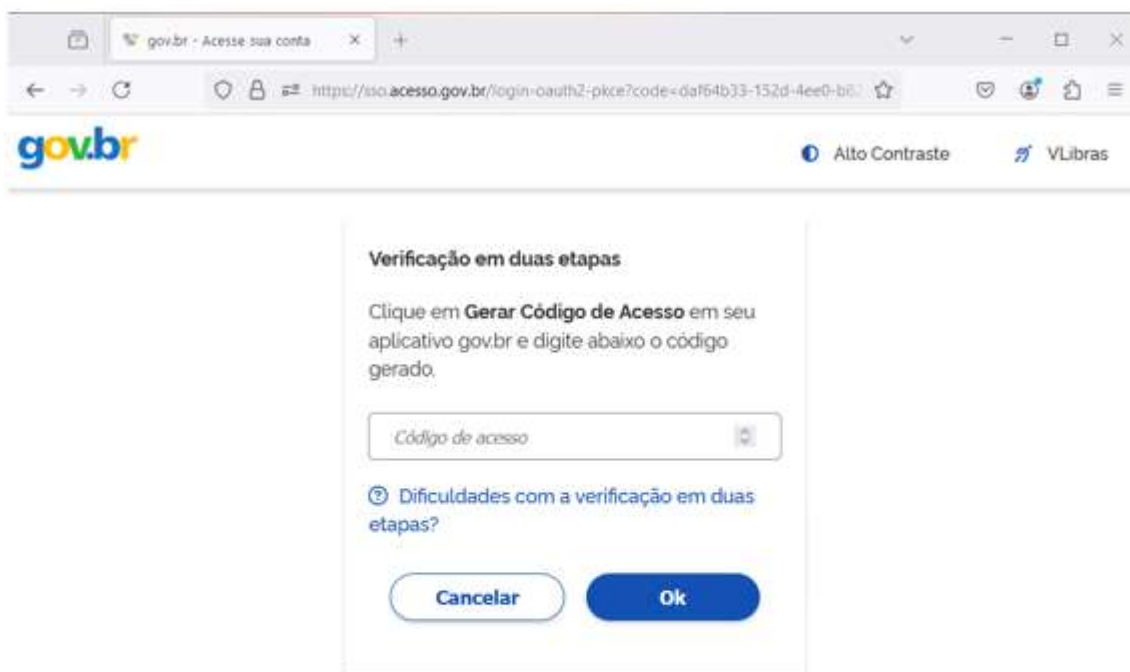 gov.br - Acesse sua conta
https://sso.acesso.gov.br/login-oauth2-pkce?code=daf64b33-152d-4ee0-b8
gov.br
Alto Contraste
VLibras
Verificação em duas etapas
Clique em Gerar Código de Acesso em seu
aplicativo gov.br e digite abaixo o código
gerado.
Código de acesso
Dificuldades com a verificação em duas
etapas?
Cancelar
Ok